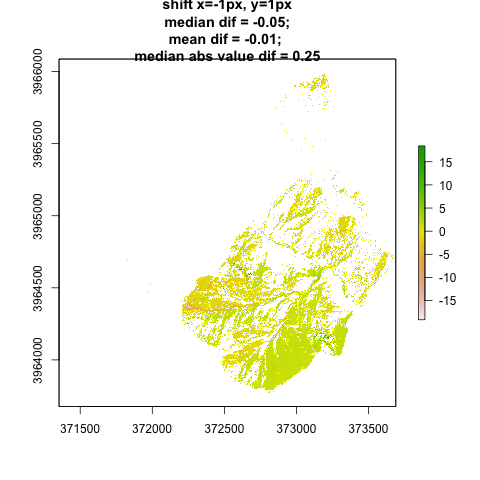 shift x=-1px, y=1px
median dif = -0.05;
mean dif = -0.01;
median abs value dif = 0.25
3966000
3965500
3965000
3964500
3964000
371500 372000 372500 373000 373500
15
10
5
0
-5
-10
-15